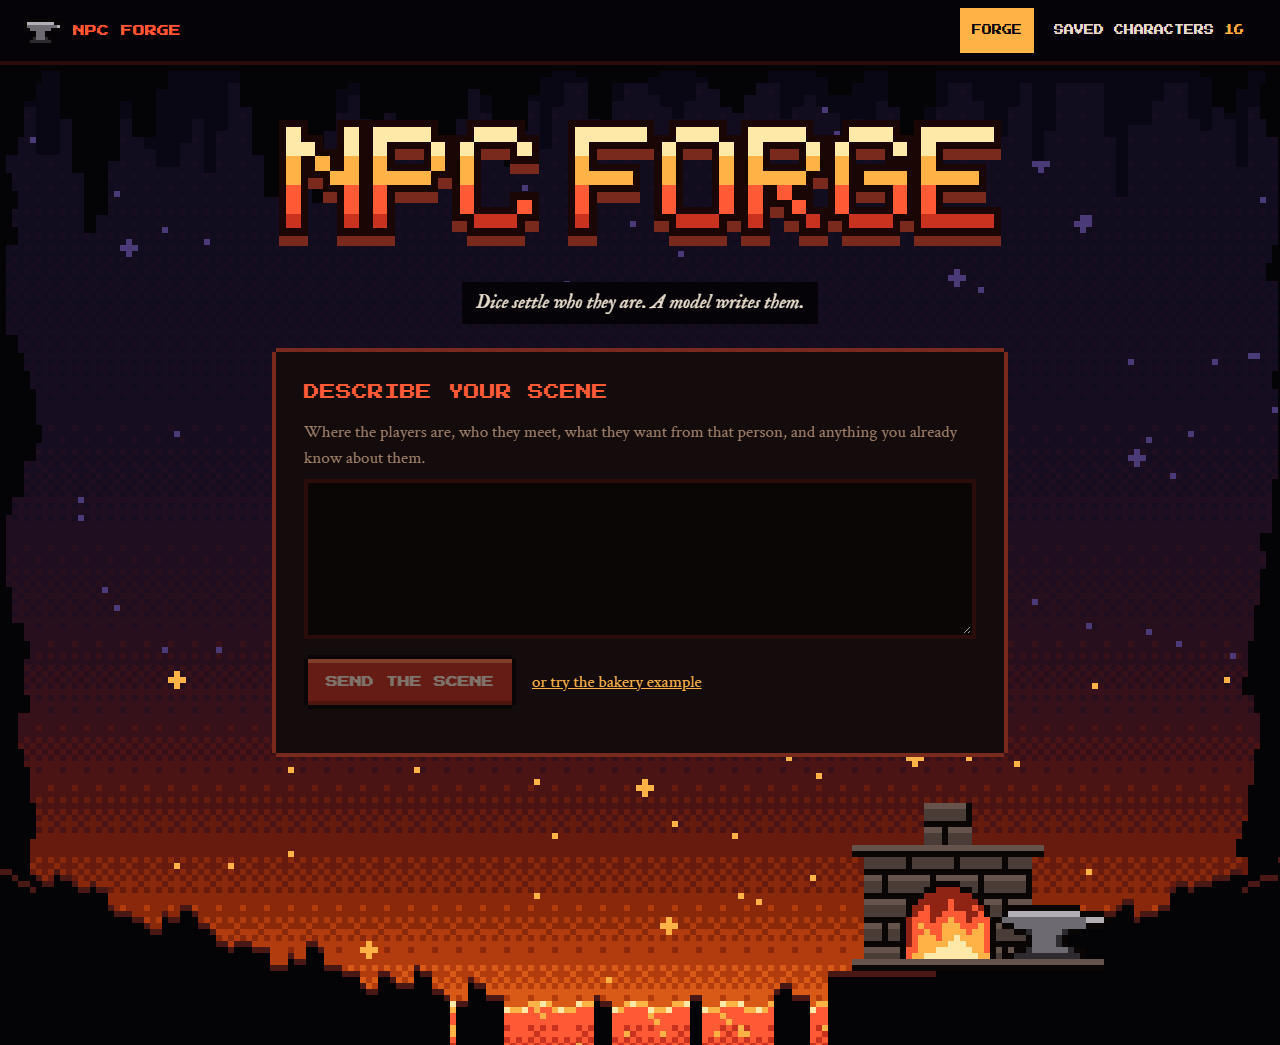 NPC FORGE
FORGE
SAVED CHARACTERS 16
NPC FORGE
Dice settle who they are. A model writes them.
DESCRIBE YOUR SCENE
Where the players are, who they meet, what they want from that person, and anything you already
know about them.
SEND THE SCENE
or try the bakery example